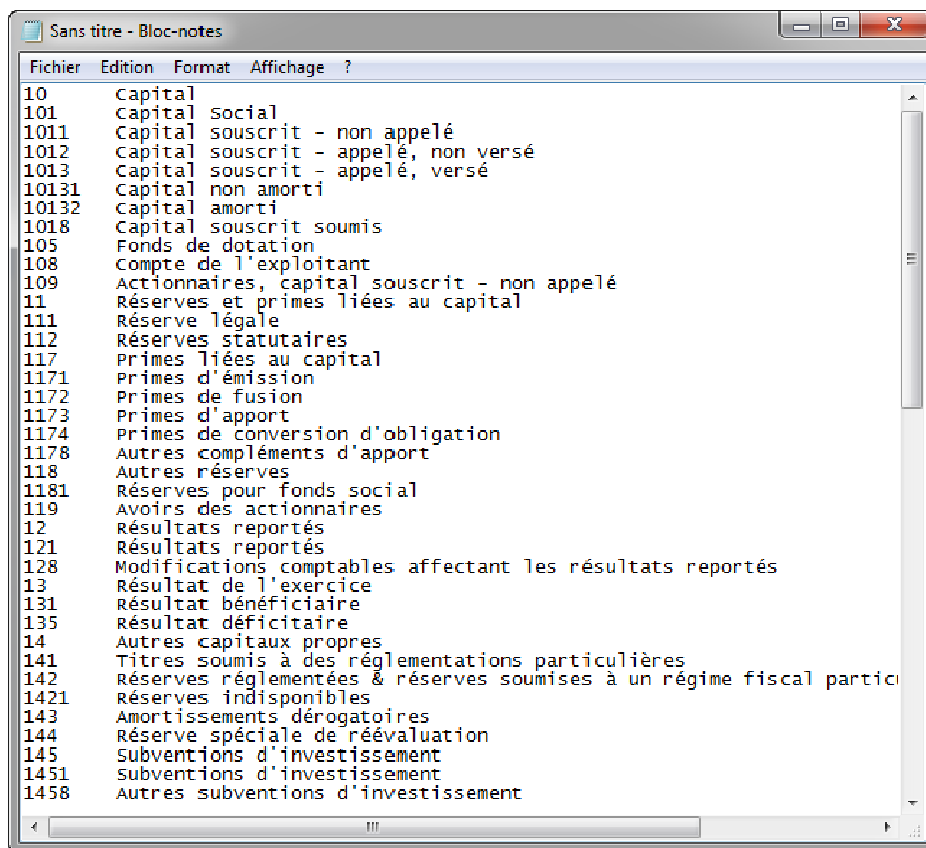 Sans titre - Bloc-notes
Fichier Edition Format Affichage ?
10 Capital
101 Capital Social
1011 Capital souscrit - non appelé
1012 Capital souscrit - appelé, non versé
1013 Capital souscrit - appelé, versé
10131 Capital non amorti
10132 Capital amorti
1018 Capital souscrit soumis
105 Fonds de dotation
108 Compte de l'exploitant
109 Actionnaires, capital souscrit - non appelé
11 Réserves et primes liées au capital
111 Réserve légale
112 Réserves statutaires
117 Primes liées au capital
1171 Primes d'émission
1172 Primes de fusion
1173 Primes d'apport
1174 Primes de conversion d'obligation
1178 Autres compléments d'apport
118 Autres réserves
1181 Réserves pour fonds social
119 Avoirs des actionnaires
12 Résultats reportés
121 Résultats reportés
128 Modifications comptables affectant les résultats reportés
13 Résultat de l'exercice
131 Résultat bénéficiaire
135 Résultat déficitaire
14 Autres capitaux propres
141 Titres soumis à des réglementations particulières
142 Réserves réglementées & réserves soumises à un régime fiscal particu
1421 Réserves indisponibles
143 Amortissements dérogatoires
144 Réserve spéciale de réévaluation
145 Subventions d'investissement
1451 Subventions d'investissement
1458 Autres subventions d'investissement